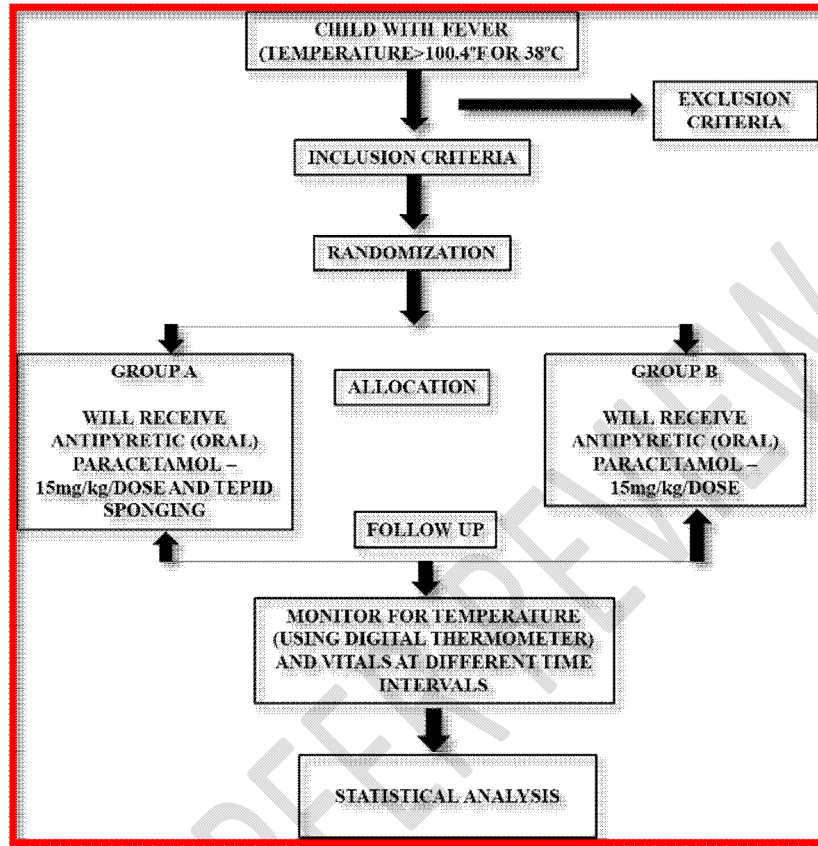 CHILD WITH FEVER
(TEMPERATURE>100.4°F OR 38°C
EXCLUSION
CRITERIA
INCLUSION CRITERIA
RANDOMIZATION
GROUP A
WILL RECEIVE
ANTIPYRETIC (ORAL)
PARACETAMOL –
15mg/kg/DOSE AND TEPID
SPONGING
ALLOCATION
GROUP B
WILL RECEIVE
ANTIPYRETIC (ORAL)
PARACETAMOL –
15mg/kg/DOSE
FOLLOW UP
MONITOR FOR TEMPERATURE
(USING DIGITAL THERMOMETER)
AND VITALS AT DIFFERENT TIME
INTERVALS
STATISTICAL ANALYSIS
PEER REVIEW